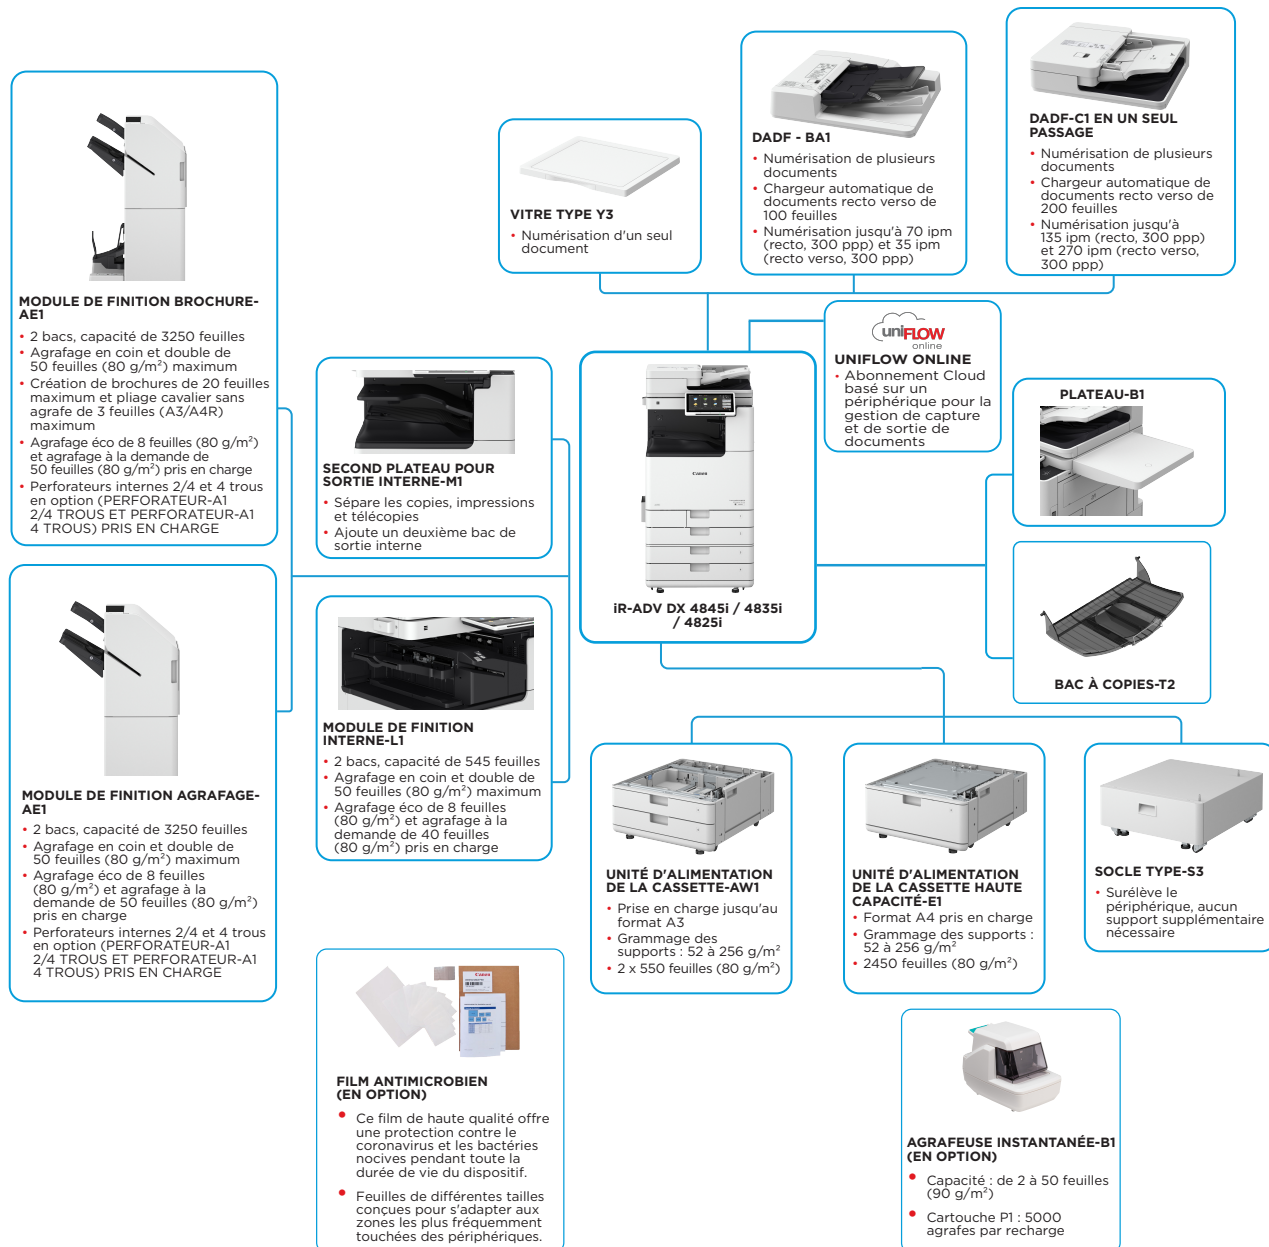 MODULE DE FINITION BROCHURE-
AE1
• 2 bacs, capacité de 3250 feuilles
• Agrafage en coin et double de
50 feuilles (80 g/m²) maximum
• Création de brochures de 20 feuilles
maximum et pliage cavalier sans
agrafe de 3 feuilles (A3/A4R)
maximum
• Agrafage éco de 8 feuilles (80 g/m²)
et agrafage à la demande de
50 feuilles (80 g/m²) pris en charge
• Perforateurs internes 2/4 et 4 trous
en option (PERFORATEUR-A1
2/4 TROUS ET PERFORATEUR-A1
4 TROUS) PRIS EN CHARGE
MODULE DE FINITION AGRAFAGE-
AE1
• 2 bacs, capacité de 3250 feuilles
• Agrafage en coin et double de
50 feuilles (80 g/m²) maximum
• Agrafage éco de 8 feuilles
(80 g/m²) et agrafage à la
demande de 50 feuilles (80 g/m²)
pris en charge
• Perforateurs internes 2/4 et 4 trous
en option (PERFORATEUR-A1
2/4 TROUS ET PERFORATEUR-A1
4 TROUS) PRIS EN CHARGE
SECOND PLATEAU POUR
SORTIE INTERNE-M1
• Sépare les copies, impressions
et télécopies
• Ajoute un deuxième bac de
sortie interne
MODULE DE FINITION
INTERNE-L1
• 2 bacs, capacité de 545 feuilles
• Agrafage en coin et double de
50 feuilles (80 g/m²) maximum
• Agrafage éco de 8 feuilles
(80 g/m²) et agrafage à la
demande de 40 feuilles
(80 g/m²) pris en charge
VITRE TYPE Y3
• Numérisation d'un seul
document
DADF - BA1
• Numérisation de plusieurs
documents
• Chargeur automatique de
documents recto verso de
100 feuilles
• Numérisation jusqu'à 70 ipm
(recto, 300 ppp) et 35 ipm
(recto verso, 300 ppp)
DADF-C1 EN UN SEUL
PASSAGE
• Numérisation de plusieurs
documents
• Chargeur automatique de
documents recto verso de
200 feuilles
• Numérisation jusqu'à
135 ipm (recto, 300 ppp)
et 270 ipm (recto verso,
300 ppp)
uniFLOW
online
UNIFLOW ONLINE
• Abonnement Cloud
basé sur un
périphérique pour la
gestion de capture
et de sortie de
documents
Canon
iR-ADV DX 4845i / 4835i
/ 4825i
PLATEAU-B1
BAC À COPIES-T2
UNITÉ D'ALIMENTATION
DE LA CASSETTE-AW1
• Prise en charge jusqu'au
format A3
• Grammage des
supports : 52 à 256 g/m²
• 2 x 550 feuilles (80 g/m²)
UNITÉ D'ALIMENTATION
DE LA CASSETTE HAUTE
CAPACITÉ-E1
• Format A4 pris en charge
• Grammage des supports :
52 à 256 g/m²
• 2450 feuilles (80 g/m²)
SOCLE TYPE-S3
• Surélève le
périphérique, aucun
support supplémentaire
nécessaire
Canon
FILM ANTIMICROBIEN
(EN OPTION)
• Ce film de haute qualité offre
une protection contre le
coronavirus et les bactéries
nocives pendant toute la
durée de vie du dispositif.
• Feuilles de différentes tailles
conçues pour s'adapter aux
zones les plus fréquemment
touchées des périphériques.
AGRAFEUSE INSTANTANÉE-B1
(EN OPTION)
• Capacité : de 2 à 50 feuilles
(90 g/m²)
• Cartouche P1 : 5000
agrafes par recharge